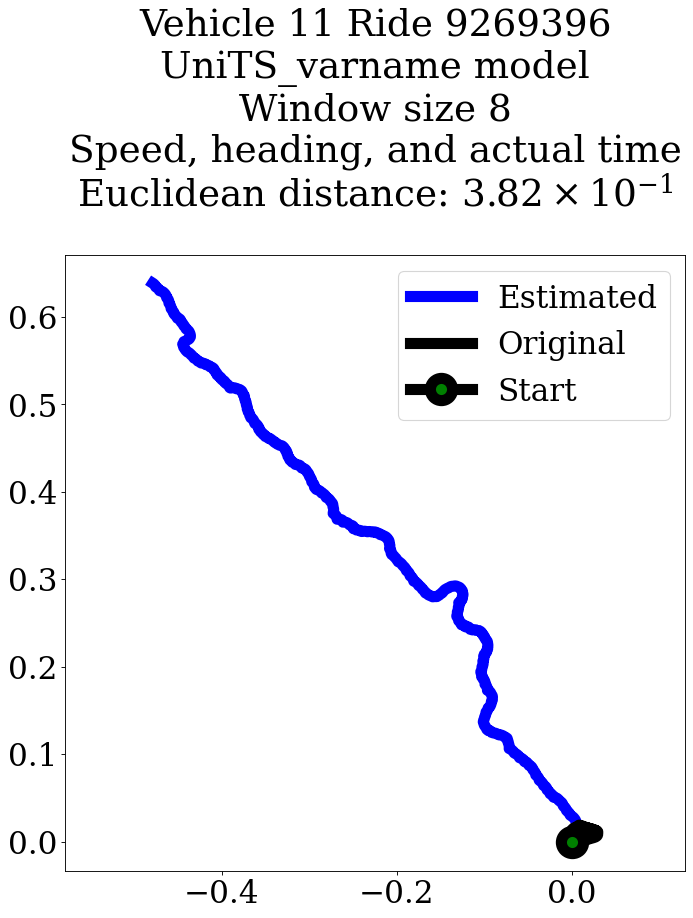 Vehicle 11 Ride 9269396
UniTS_varname model
Window size 8
Speed, heading, and actual time
Euclidean distance: 3.82 × 10⁻¹
Estimated
Original
Start
0.6
0.5
0.4
0.3
0.2
0.1
0.0
−0.4 −0.2 0.0